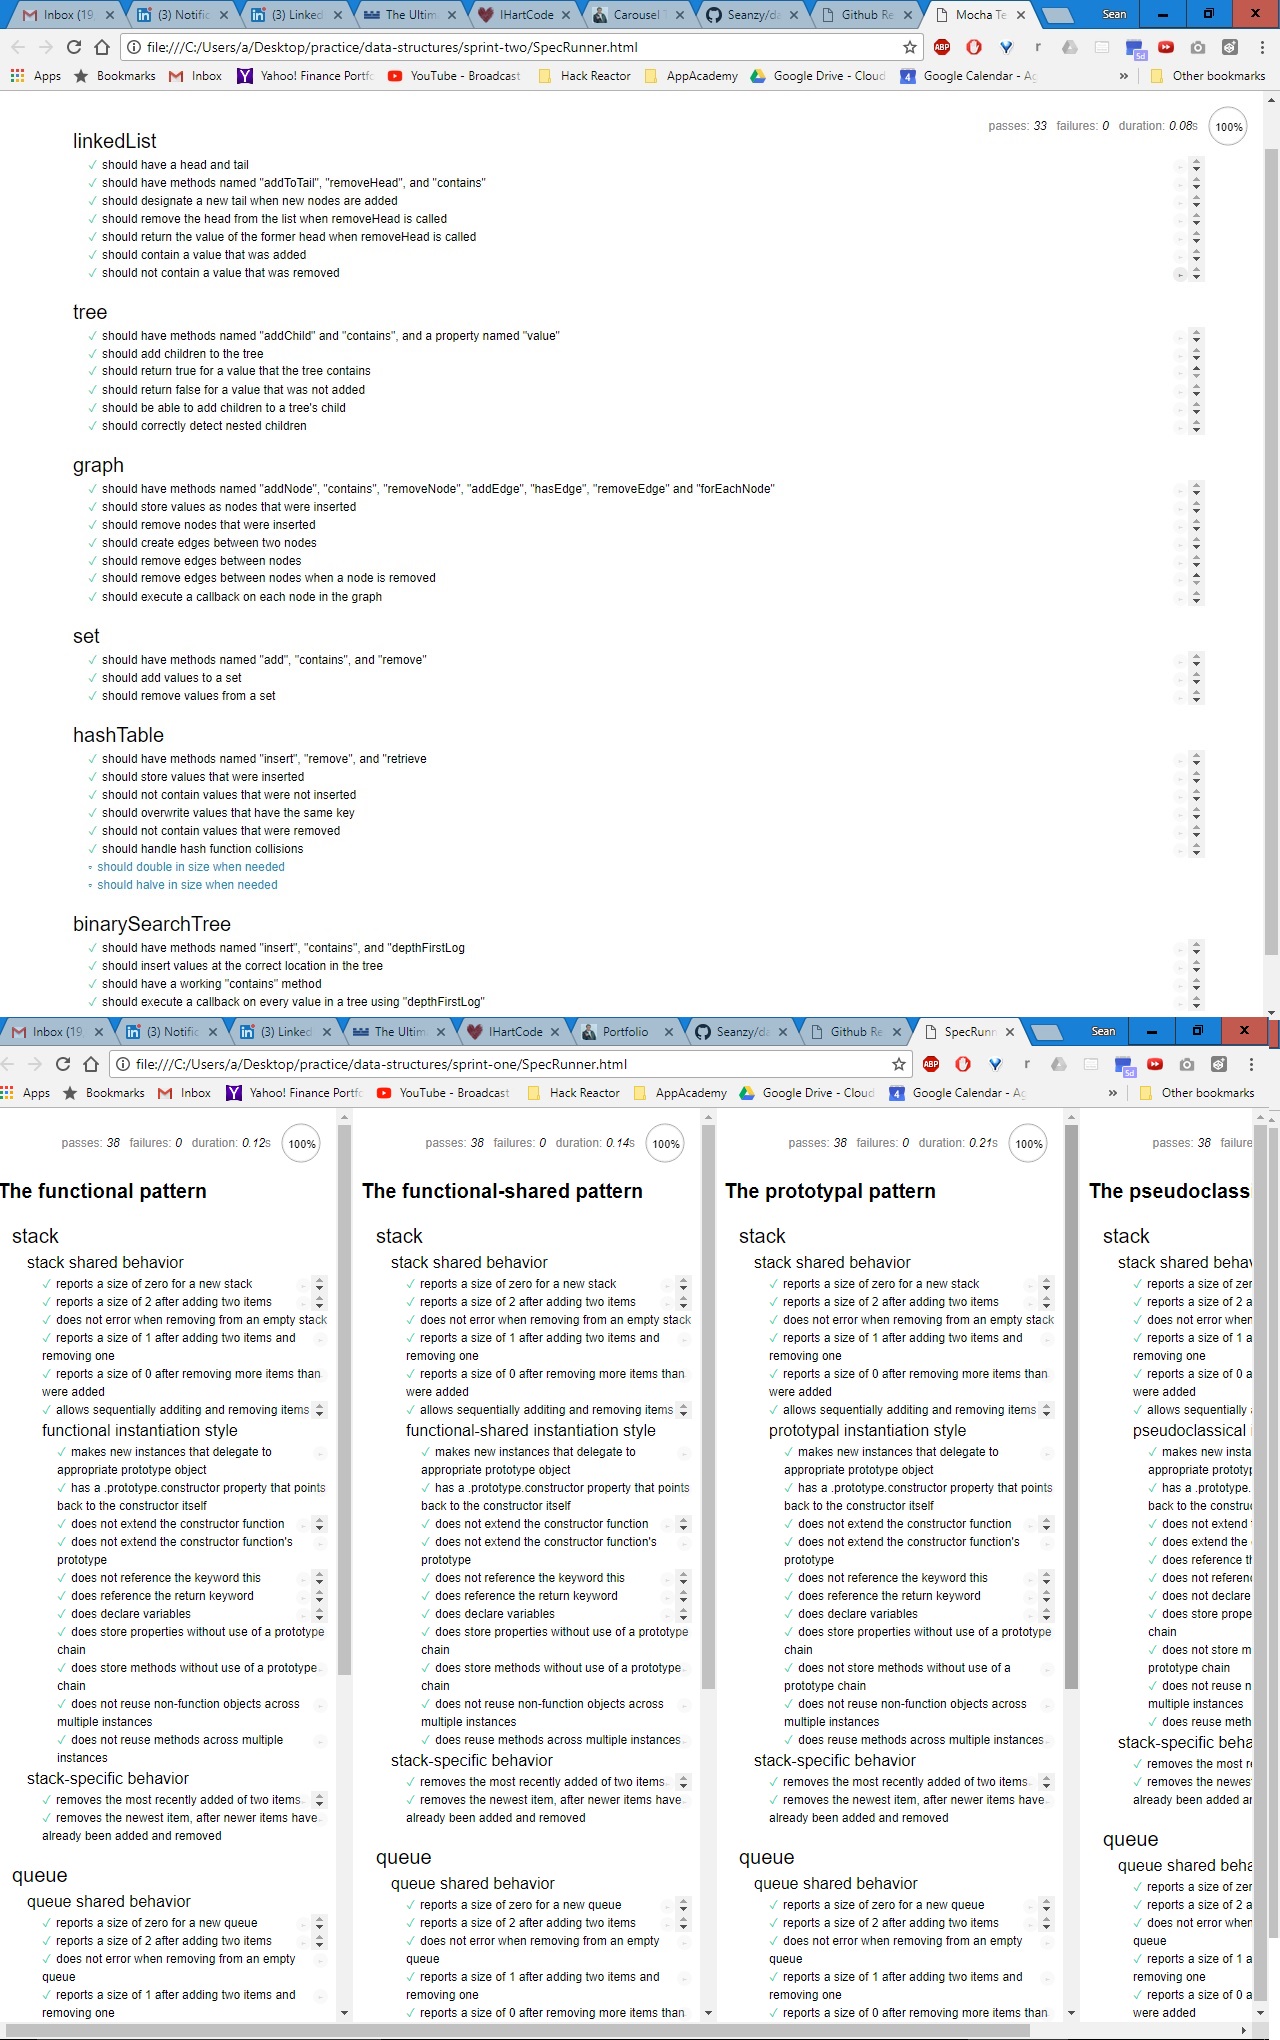 Inbox (19, (3) Notific (3) Linked The Ultim IHartCode Carousel Seanzy/da Github Re Mocha Te Sean
file:///C:/Users/a/Desktop/practice/data-structures/sprint-two/SpecRunner.html ABP r 5d
Apps Bookmarks Inbox Yahoo! Finance Portfo YouTube - Broadcast Hack Reactor AppAcademy Google Drive - Cloud 4 Google Calendar - Ag » Other bookmarks
passes: 33 failures: 0 duration: 0.08s 100%
linkedList
✓ should have a head and tail
✓ should have methods named "addToTail", "removeHead", and "contains"
✓ should designate a new tail when new nodes are added
✓ should remove the head from the list when removeHead is called
✓ should return the value of the former head when removeHead is called
✓ should contain a value that was added
✓ should not contain a value that was removed
tree
✓ should have methods named "addChild" and "contains", and a property named "value"
✓ should add children to the tree
✓ should return true for a value that the tree contains
✓ should return false for a value that was not added
✓ should be able to add children to a tree's child
✓ should correctly detect nested children
graph
✓ should have methods named "addNode", "contains", "removeNode", "addEdge", "hasEdge", "removeEdge" and "forEachNode"
✓ should store values as nodes that were inserted
✓ should remove nodes that were inserted
✓ should create edges between two nodes
✓ should remove edges between nodes
✓ should remove edges between nodes when a node is removed
✓ should execute a callback on each node in the graph
set
✓ should have methods named "add", "contains", and "remove"
✓ should add values to a set
✓ should remove values from a set
hashTable
✓ should have methods named "insert", "remove", and "retrieve
✓ should store values that were inserted
✓ should not contain values that were not inserted
✓ should overwrite values that have the same key
✓ should not contain values that were removed
✓ should handle hash function collisions
should double in size when needed
should halve in size when needed
binarySearchTree
✓ should have methods named "insert", "contains", and "depthFirstLog
✓ should insert values at the correct location in the tree
✓ should have a working "contains" method
✓ should execute a callback on every value in a tree using "depthFirstLog"
Inbox (19, (3) Notific (3) Linked The Ultim IHartCode Portfolio Seanzy/da Github Re SpecRunn Sean
file:///C:/Users/a/Desktop/practice/data-structures/sprint-one/SpecRunner.html ABP r 5d
Apps Bookmarks Inbox Yahoo! Finance Portfo YouTube - Broadcast Hack Reactor AppAcademy Google Drive - Cloud 4 Google Calendar - Ag » Other bookmarks
passes: 38 failures: 0 duration: 0.12s 100%
The functional pattern
stack
stack shared behavior
✓ reports a size of zero for a new stack
✓ reports a size of 2 after adding two items
✓ does not error when removing from an empty stack
✓ reports a size of 1 after adding two items and
removing one
✓ reports a size of 0 after removing more items than
were added
✓ allows sequentially additing and removing items
functional instantiation style
✓ makes new instances that delegate to
appropriate prototype object
✓ has a .prototype.constructor property that points
back to the constructor itself
✓ does not extend the constructor function
✓ does not extend the constructor function's
prototype
✓ does not reference the keyword this
✓ does reference the return keyword
✓ does declare variables
✓ does store properties without use of a prototype
chain
✓ does store methods without use of a prototype
chain
✓ does not reuse non-function objects across
multiple instances
✓ does not reuse methods across multiple
instances
stack-specific behavior
✓ removes the most recently added of two items
✓ removes the newest item, after newer items have
already been added and removed
queue
queue shared behavior
✓ reports a size of zero for a new queue
✓ reports a size of 2 after adding two items
✓ does not error when removing from an empty
queue
✓ reports a size of 1 after adding two items and
removing one
passes: 38 failures: 0 duration: 0.14s 100%
The functional-shared pattern
stack
stack shared behavior
✓ reports a size of zero for a new stack
✓ reports a size of 2 after adding two items
✓ does not error when removing from an empty stack
✓ reports a size of 1 after adding two items and
removing one
✓ reports a size of 0 after removing more items than
were added
✓ allows sequentially additing and removing items
functional-shared instantiation style
✓ makes new instances that delegate to
appropriate prototype object
✓ has a .prototype.constructor property that points
back to the constructor itself
✓ does not extend the constructor function
✓ does not extend the constructor function's
prototype
✓ does not reference the keyword this
✓ does reference the return keyword
✓ does declare variables
✓ does store properties without use of a prototype
chain
✓ does store methods without use of a prototype
chain
✓ does not reuse non-function objects across
multiple instances
✓ does reuse methods across multiple instances
stack-specific behavior
✓ removes the most recently added of two items
✓ removes the newest item, after newer items have
already been added and removed
queue
queue shared behavior
✓ reports a size of zero for a new queue
✓ reports a size of 2 after adding two items
✓ does not error when removing from an empty
queue
✓ reports a size of 1 after adding two items and
removing one
✓ reports a size of 0 after removing more items than
passes: 38 failures: 0 duration: 0.21s 100%
The prototypal pattern
stack
stack shared behavior
✓ reports a size of zero for a new stack
✓ reports a size of 2 after adding two items
✓ does not error when removing from an empty stack
✓ reports a size of 1 after adding two items and
removing one
✓ reports a size of 0 after removing more items than
were added
✓ allows sequentially additing and removing items
prototypal instantiation style
✓ makes new instances that delegate to
appropriate prototype object
✓ has a .prototype.constructor property that points
back to the constructor itself
✓ does not extend the constructor function
✓ does not extend the constructor function's
prototype
✓ does not reference the keyword this
✓ does reference the return keyword
✓ does declare variables
✓ does store properties without use of a prototype
chain
✓ does not store methods without use of a
prototype chain
✓ does not reuse non-function objects across
multiple instances
✓ does reuse methods across multiple instances
stack-specific behavior
✓ removes the most recently added of two items
✓ removes the newest item, after newer items have
already been added and removed
queue
queue shared behavior
✓ reports a size of zero for a new queue
✓ reports a size of 2 after adding two items
✓ does not error when removing from an empty
queue
✓ reports a size of 1 after adding two items and
removing one
✓ reports a size of 0 after removing more items than
passes: 38 failure
The pseudoclass
stack
stack shared behav
✓ reports a size of zer
✓ reports a size of 2 a
✓ does not error when
✓ reports a size of 1 a
removing one
✓ reports a size of 0 a
were added
✓ allows sequentially
pseudoclassical
✓ makes new insta
appropriate prototyp
✓ has a .prototype.
back to the constru
✓ does not extend
✓ does extend the
✓ does reference th
✓ does not referen
✓ does not declare
✓ does store prope
chain
✓ does not store m
prototype chain
✓ does not reuse n
multiple instances
✓ does reuse meth
stack-specific beha
✓ removes the most re
✓ removes the newes
already been added ar
queue
queue shared beha
✓ reports a size of zer
✓ reports a size of 2 a
✓ does not error when
queue
✓ reports a size of 1 a
removing one
✓ reports a size of 0 a
were added